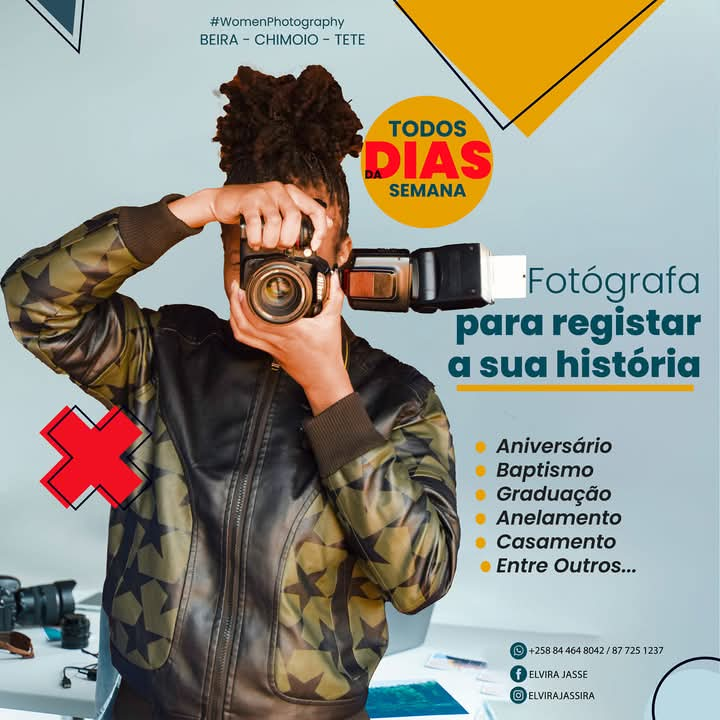 #WomenPhotography
BEIRA - CHIMOIO - TETE
TODOS
DA DIAS
SEMANA
Fotógrafa
para registar
a sua história
Aniversário
Baptismo
Graduação
Anelamento
Casamento
Entre Outros...
+258 84 464 8042 / 87 725 1237
ELVIRA JASSE
ELVIRAJASSIRA